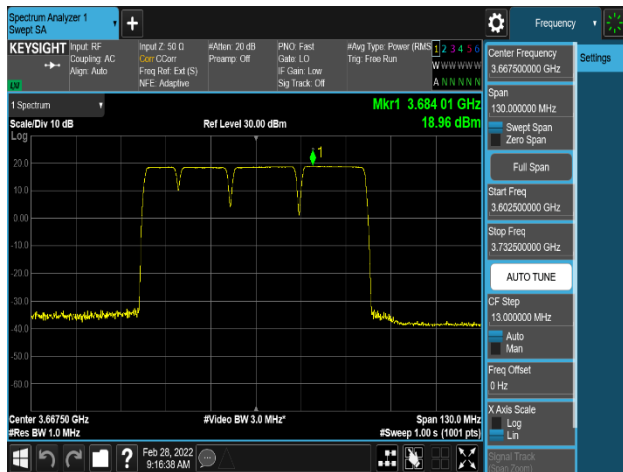 Spectrum Analyzer 1
Swept SA
Frequency
KEYSIGHT
Input: RF
Coupling: AC
Align: Auto
Input Z: 50 Ω
Corr CCorr
Freq Ref: Ext (S)
NFE: Adaptive
#Atten: 20 dB
Preamp: Off
PNO: Fast
Gate: LO
IF Gain: Low
Sig Track: Off
#Avg Type: Power (RMS
Trig: Free Run
1 2 3 4 5 6
W W W W W W
A N N N N N
1 Spectrum
Scale/Div 10 dB
Log
Ref Level 30.00 dBm
Mkr1 3.684 01 GHz
18.96 dBm
1
20.0
10.0
0.00
-10.0
-20.0
-30.0
-40.0
-50.0
-60.0
Center 3.66750 GHz
#Res BW 1.0 MHz
#Video BW 3.0 MHz*
Span 130.0 MHz
#Sweep 1.00 s (1001 pts)
Feb 28, 2022
9:16:38 AM
Center Frequency
3.667500000 GHz
Settings
Span
130.000000 MHz
Swept Span
Zero Span
Full Span
Start Freq
3.602500000 GHz
Stop Freq
3.732500000 GHz
AUTO TUNE
CF Step
13.000000 MHz
Auto
Man
Freq Offset
0 Hz
X Axis Scale
Log
Lin
Signal Track
(Span Zoom)